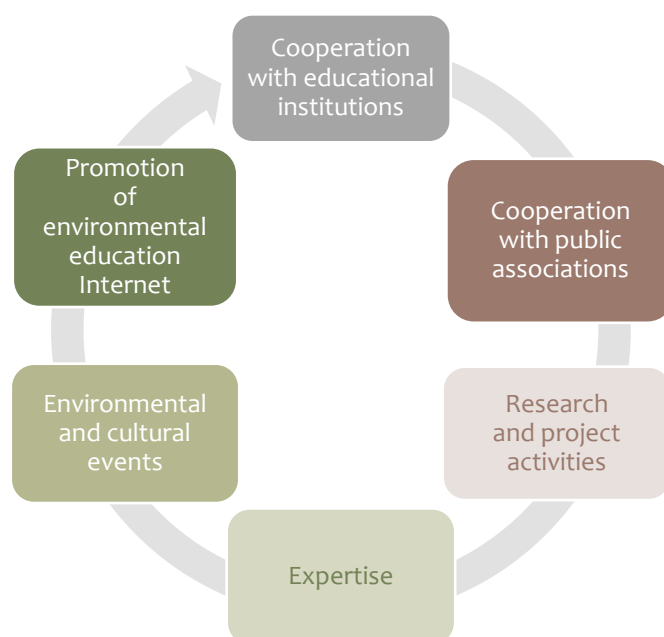 Cooperation
with educational
institutions
Cooperation
with public
associations
Research
and project
activities
Expertise
Environmental
and cultural
events
Promotion
of
environmental
education
Internet